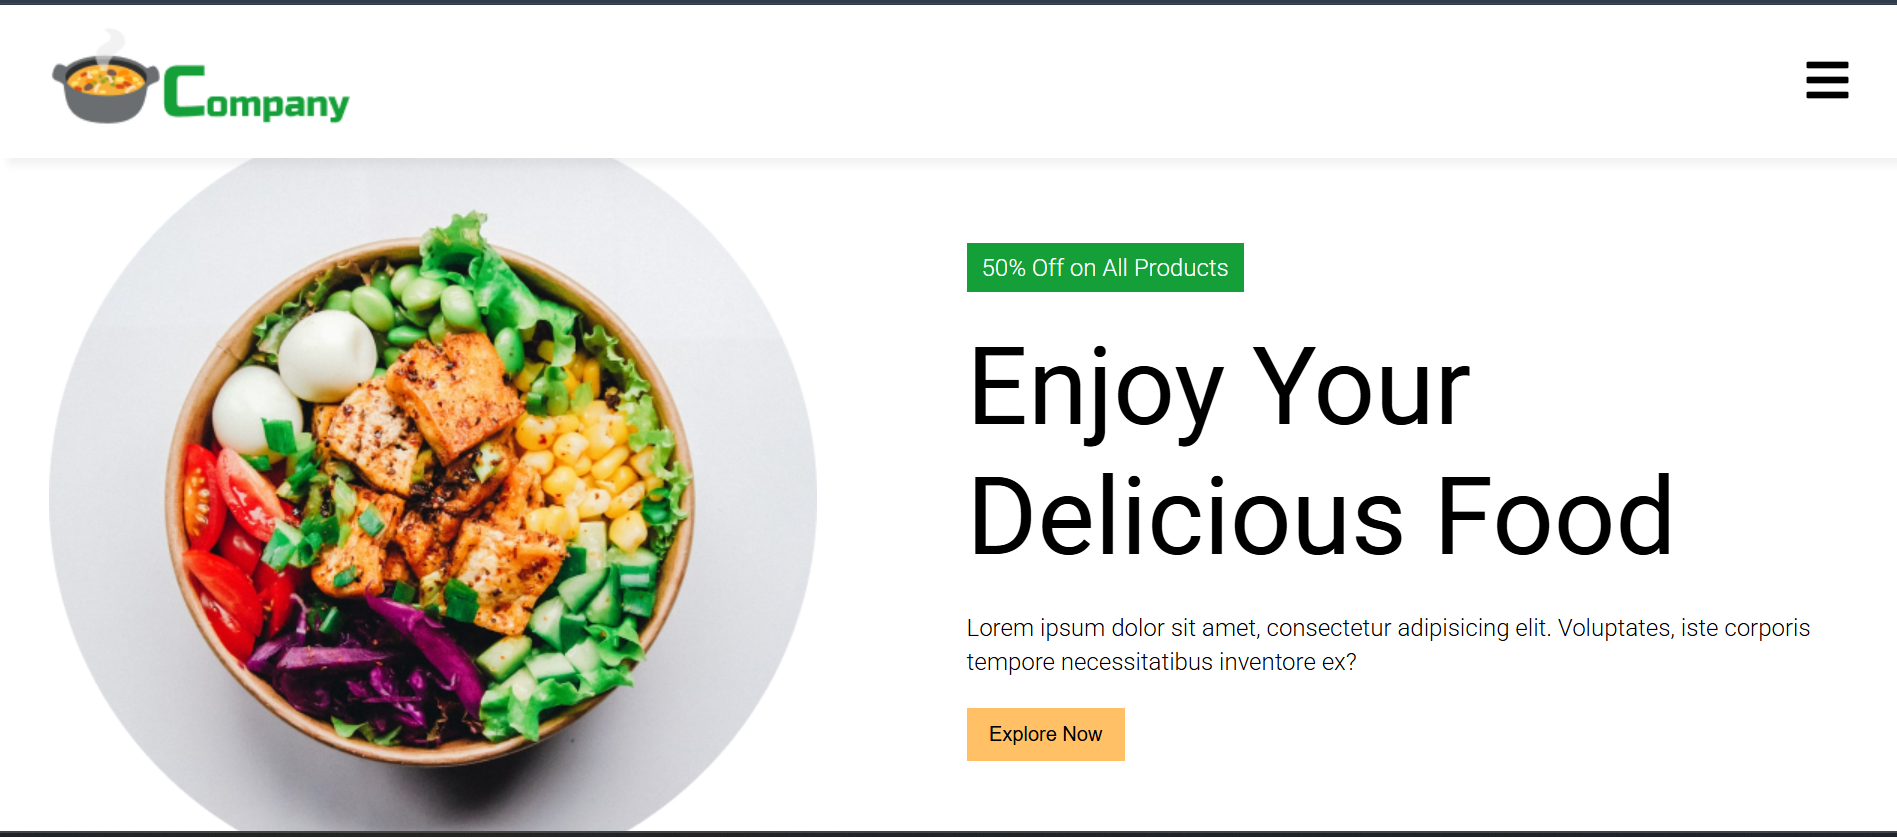 Company
50% Off on All Products
Enjoy Your
Delicious Food
Lorem ipsum dolor sit amet, consectetur adipisicing elit. Voluptates, iste corporis
tempore necessitatibus inventore ex?
Explore Now